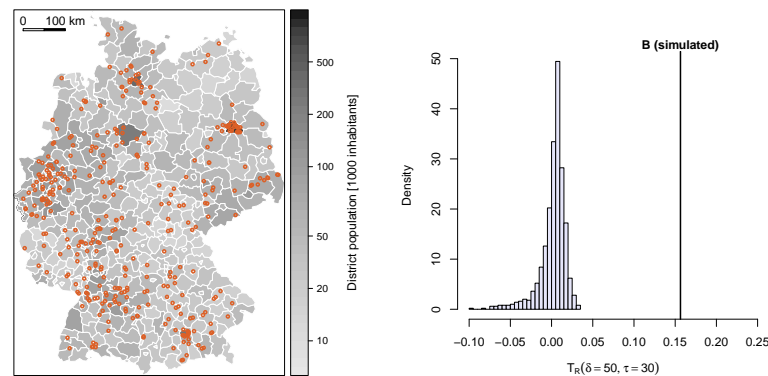 0 100 km
500
200
100
50
20
10
District population [1000 inhabitants]
B (simulated)
50
40
30
20
10
0
Density
−0.10 −0.05 0.00 0.05 0.10 0.15 0.20 0.25
T_R(δ = 50, τ = 30)